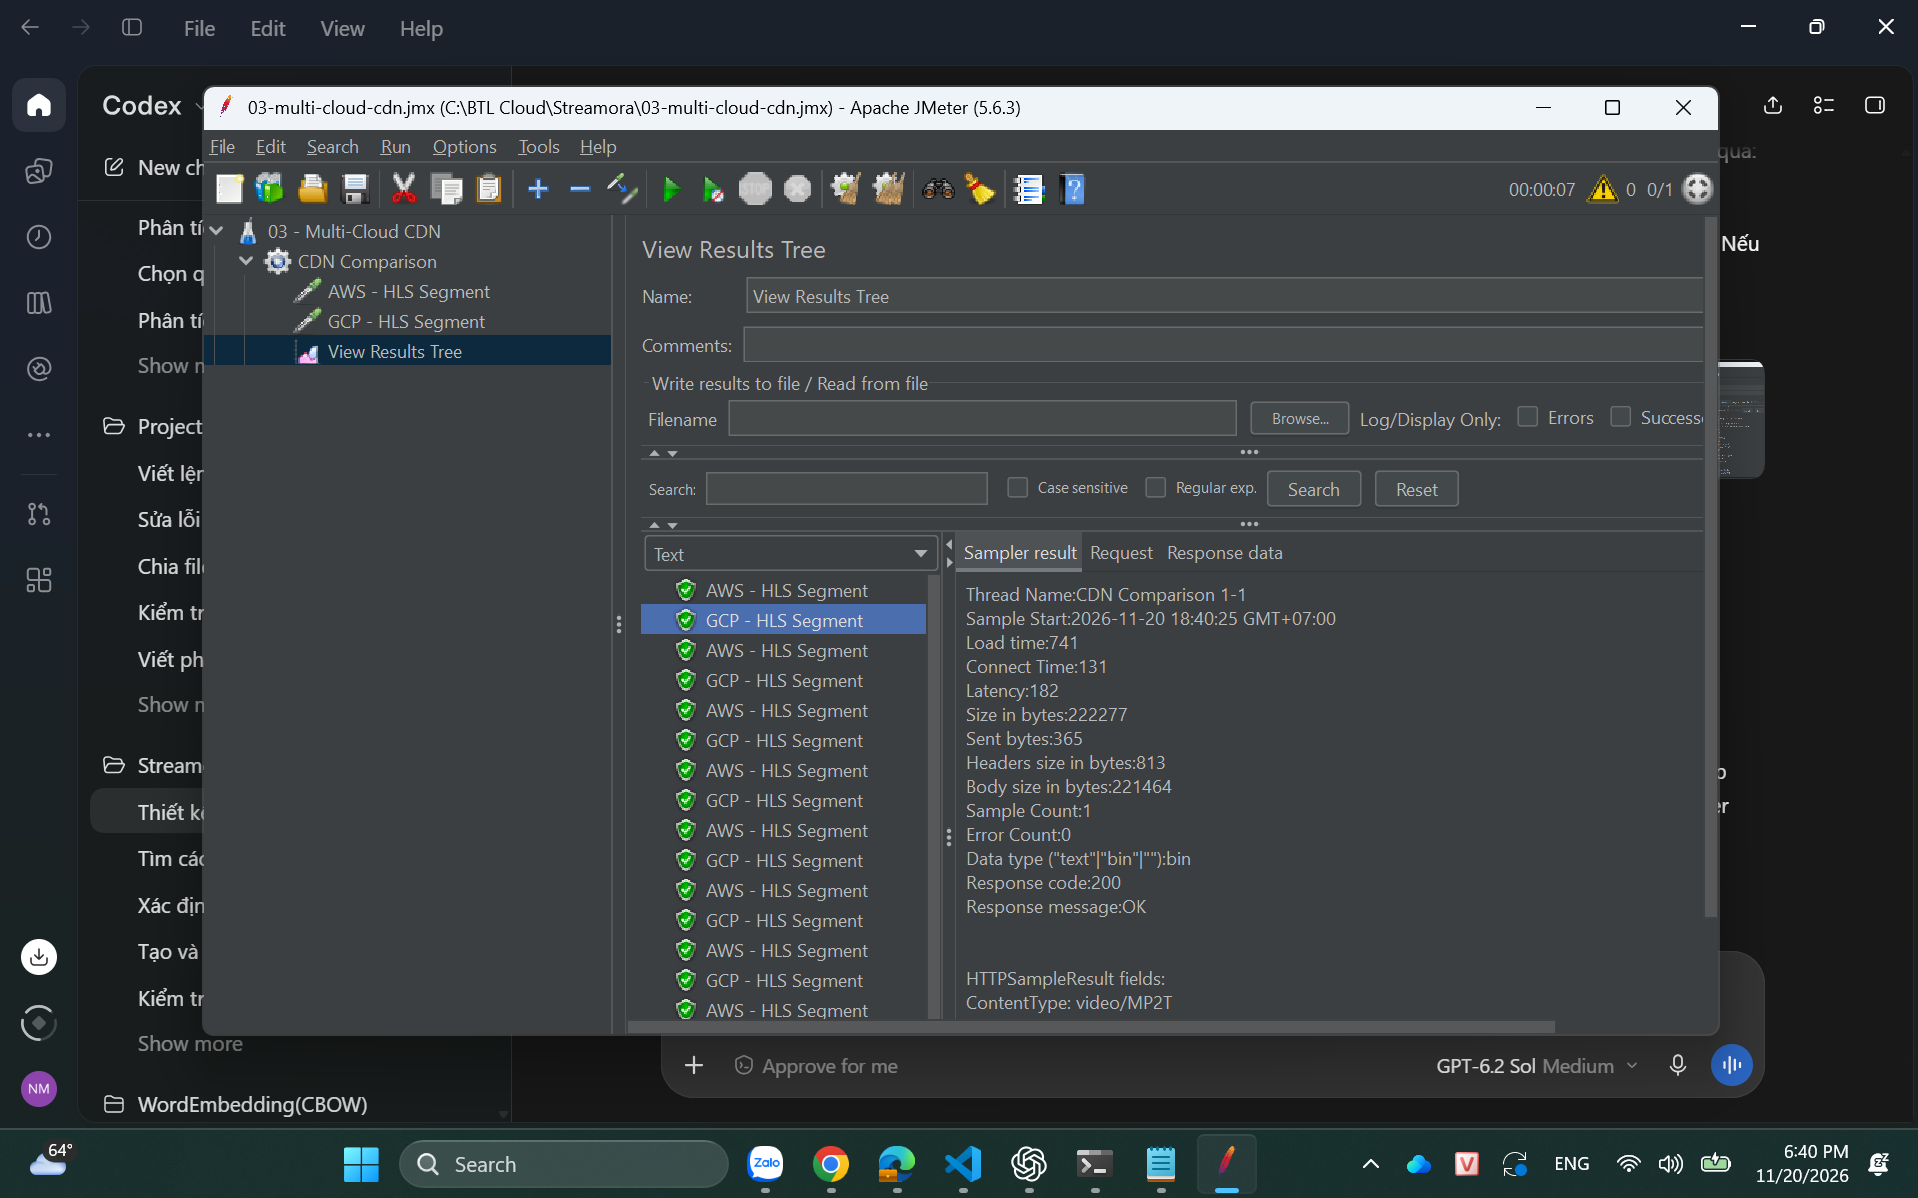 File Edit View Help
Codex
03-multi-cloud-cdn.jmx (C:\BTL Cloud\Streamora\03-multi-cloud-cdn.jmx) - Apache JMeter (5.6.3)
File Edit Search Run Options Tools Help
00:00:07 0 0/1
New ch
Phân tí
Chọn q
Phân tí
Show
Project
Viết lện
Sửa lỗi
Chia file
Kiểm tr
Viết ph
Show
Stream
Thiết kế
Tìm các
Xác địn
Tạo và
Kiểm tr
Show more
WordEmbedding(CBOW)
NM
03 - Multi-Cloud CDN
CDN Comparison
AWS - HLS Segment
GCP - HLS Segment
View Results Tree
View Results Tree
Name: View Results Tree
Comments:
Write results to file / Read from file
Filename Browse... Log/Display Only: Errors Success
Search: Case sensitive Regular exp. Search Reset
Text
AWS - HLS Segment
GCP - HLS Segment
AWS - HLS Segment
GCP - HLS Segment
AWS - HLS Segment
GCP - HLS Segment
AWS - HLS Segment
GCP - HLS Segment
AWS - HLS Segment
GCP - HLS Segment
AWS - HLS Segment
GCP - HLS Segment
AWS - HLS Segment
GCP - HLS Segment
AWS - HLS Segment
Sampler result Request Response data
Thread Name:CDN Comparison 1-1
Sample Start:2026-11-20 18:40:25 GMT+07:00
Load time:741
Connect Time:131
Latency:182
Size in bytes:222277
Sent bytes:365
Headers size in bytes:813
Body size in bytes:221464
Sample Count:1
Error Count:0
Data type ("text"|"bin"|""):bin
Response code:200
Response message:OK
HTTPSampleResult fields:
ContentType: video/MP2T
quả:
Nếu
Approve for me
GPT-6.2 Sol Medium
64°
Search
Zalo
ENG
6:40 PM
11/20/2026